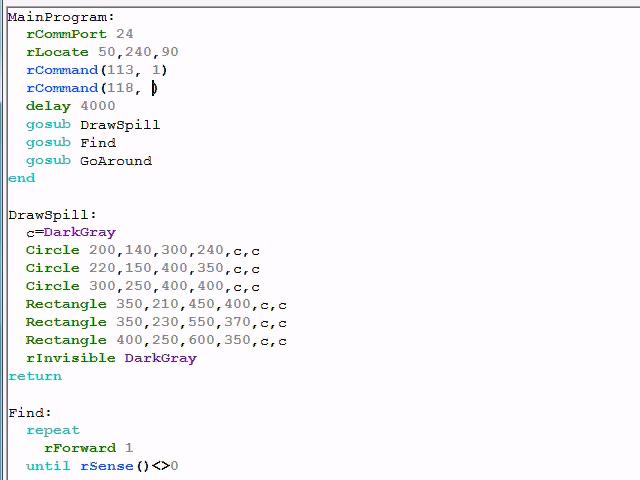 MainProgram:
  rCommPort 24
  rLocate 50,240,90
  rCommand(113, 1)
  rCommand(118, )
  delay 4000
  gosub DrawSpill
  gosub Find
  gosub GoAround
end

DrawSpill:
  c=DarkGray
  Circle 200,140,300,240,c,c
  Circle 220,150,400,350,c,c
  Circle 300,250,400,400,c,c
  Rectangle 350,210,450,400,c,c
  Rectangle 350,230,550,370,c,c
  Rectangle 400,250,600,350,c,c
  rInvisible DarkGray
return

Find:
  repeat
    rForward 1
  until rSense()<>0